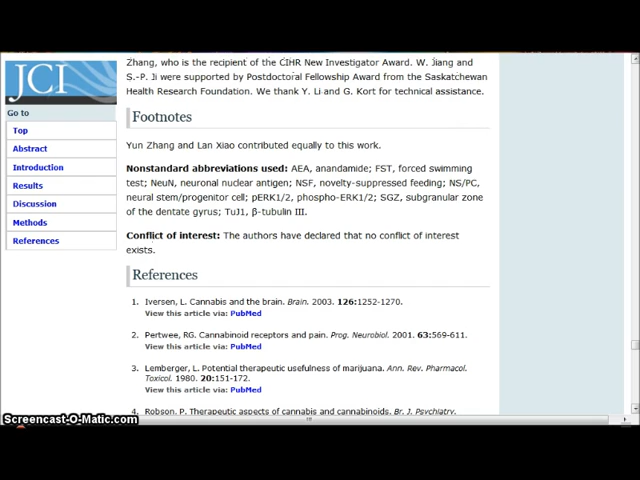 Zhang, who is the recipient of the CIHR New Investigator Award. W. Jiang and
S.-P. Ji were supported by Postdoctoral Fellowship Award from the Saskatchewan
Health Research Foundation. We thank Y. Li and G. Kort for technical assistance.
JCI
Go to
Top
Abstract
Introduction
Results
Discussion
Methods
References
Footnotes
Yun Zhang and Lan Xiao contributed equally to this work.
Nonstandard abbreviations used: AEA, anandamide; FST, forced swimming
test; NeuN, neuronal nuclear antigen; NSF, novelty-suppressed feeding; NS/PC,
neural stem/progenitor cell; pERK1/2, phospho-ERK1/2; SGZ, subgranular zone
of the dentate gyrus; TuJ1, β-tubulin III.
Conflict of interest: The authors have declared that no conflict of interest
exists.
References
1. Iversen, L. Cannabis and the brain. Brain. 2003. 126:1252-1270.
View this article via: PubMed
2. Pertwee, RG. Cannabinoid receptors and pain. Prog. Neurobiol. 2001. 63:569-611.
View this article via: PubMed
3. Lemberger, L. Potential therapeutic usefulness of marijuana. Ann. Rev. Pharmacol.
Toxicol. 1980. 20:151-172.
View this article via: PubMed
4. Robson, P. Therapeutic aspects of cannabis and cannabinoids. Br. J. Psychiatry.
Screencast-O-Matic.com